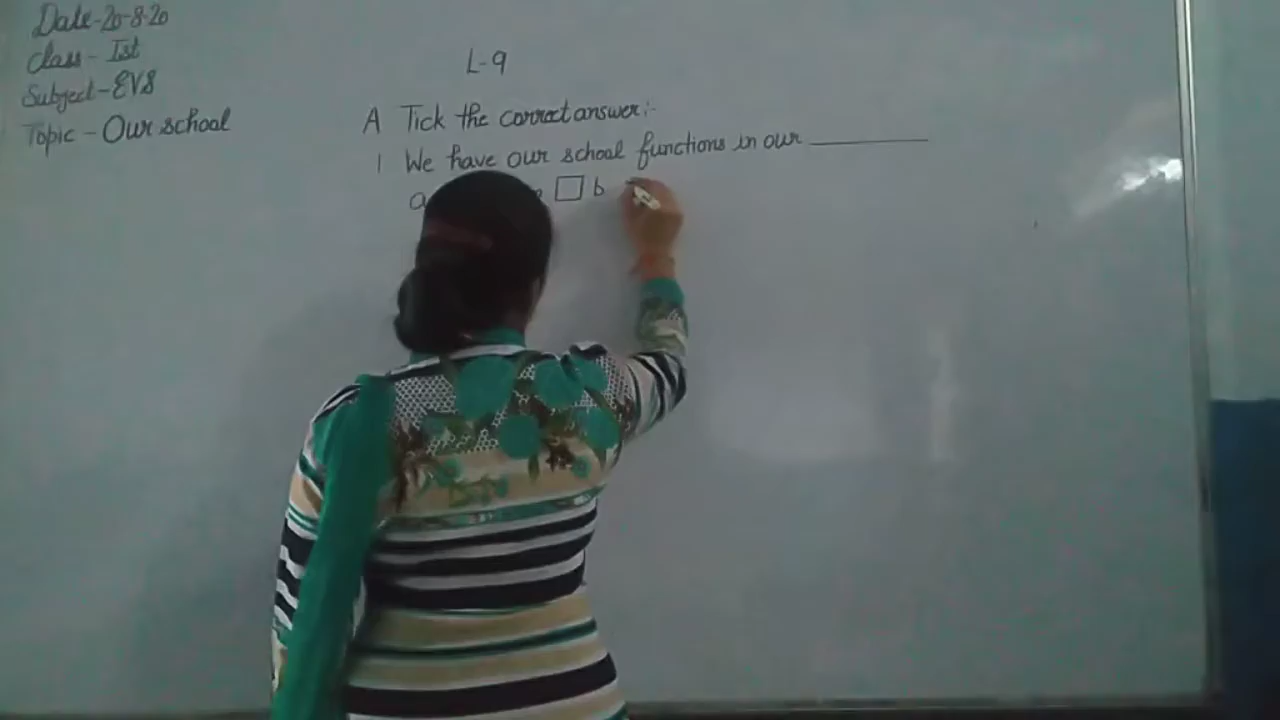 Date-20-8-20
Class - Ist
Subject-EVS
Topic - Our school
L-9
A Tick the correct answer:-
1 We have our school functions in our ________
a □ b